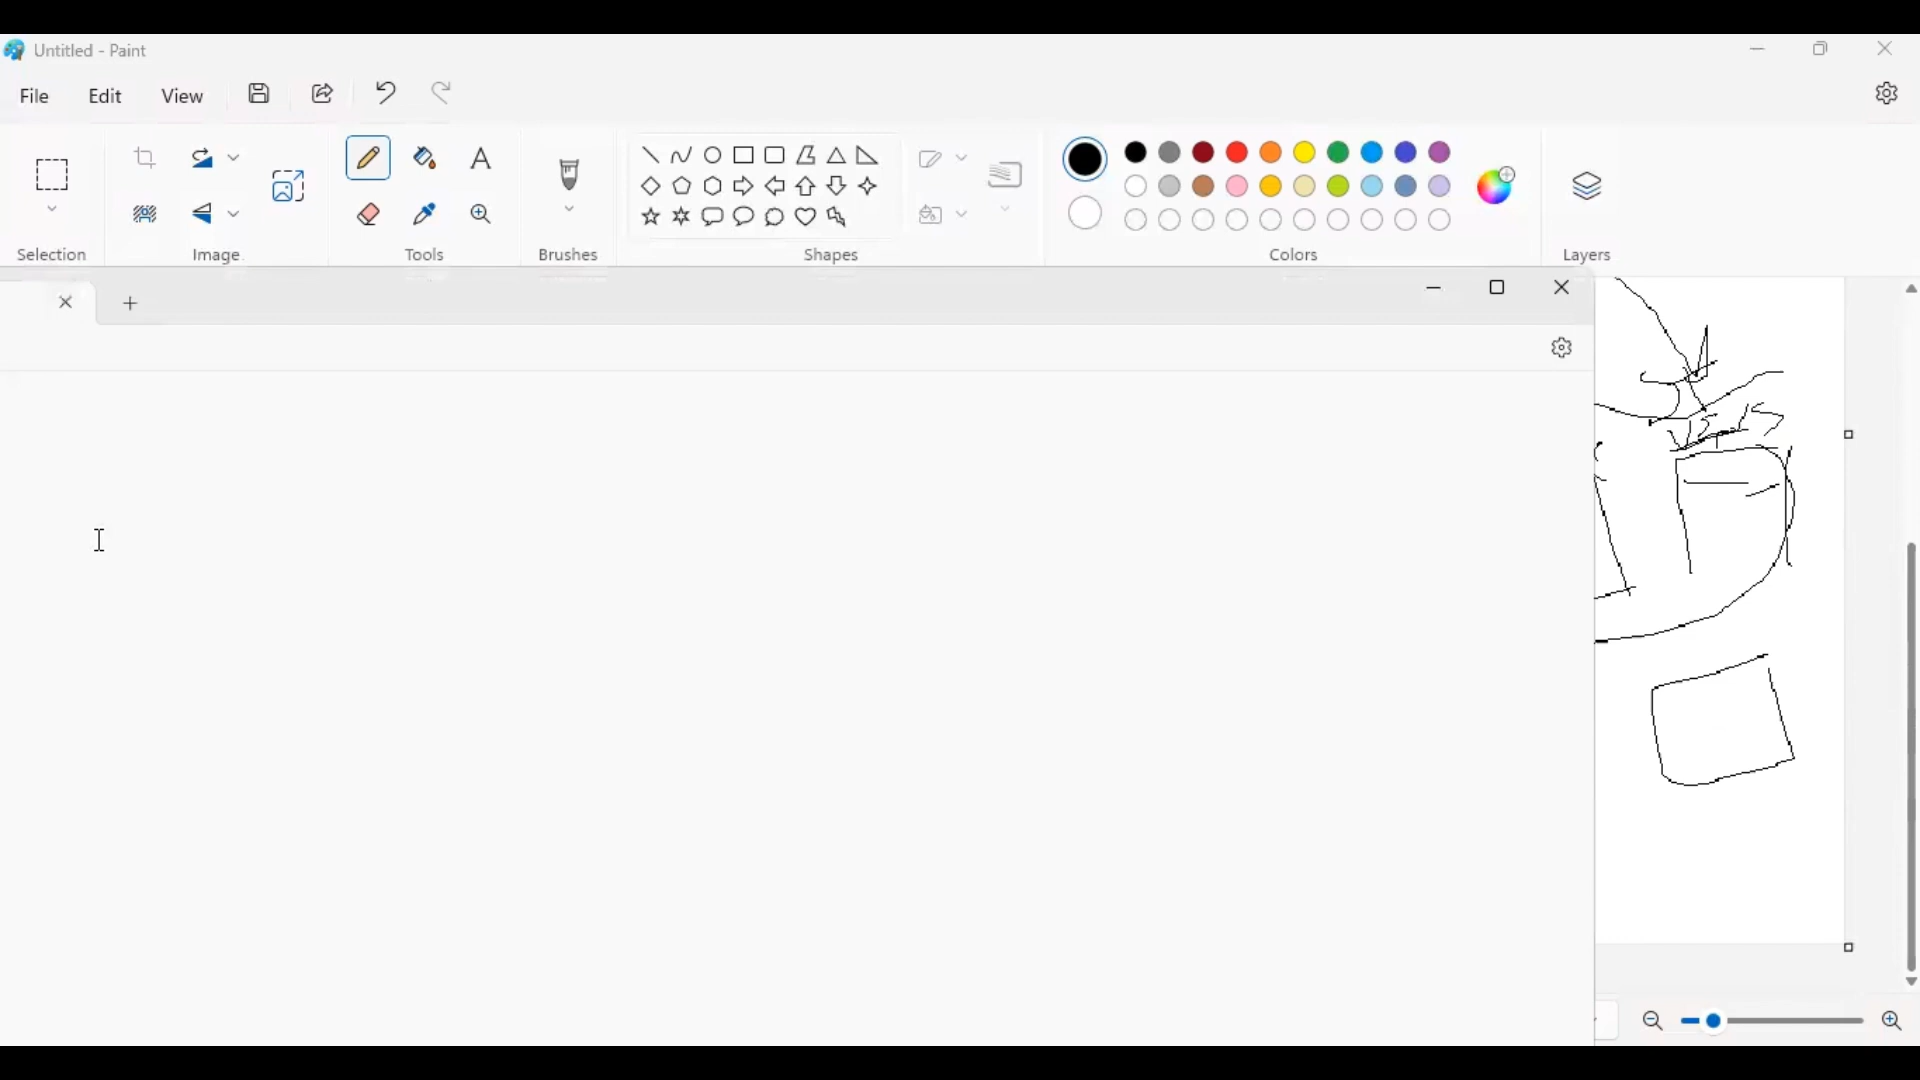 Untitled - Paint
File Edit View
Selection Image Tools Brushes Shapes Colors Layers